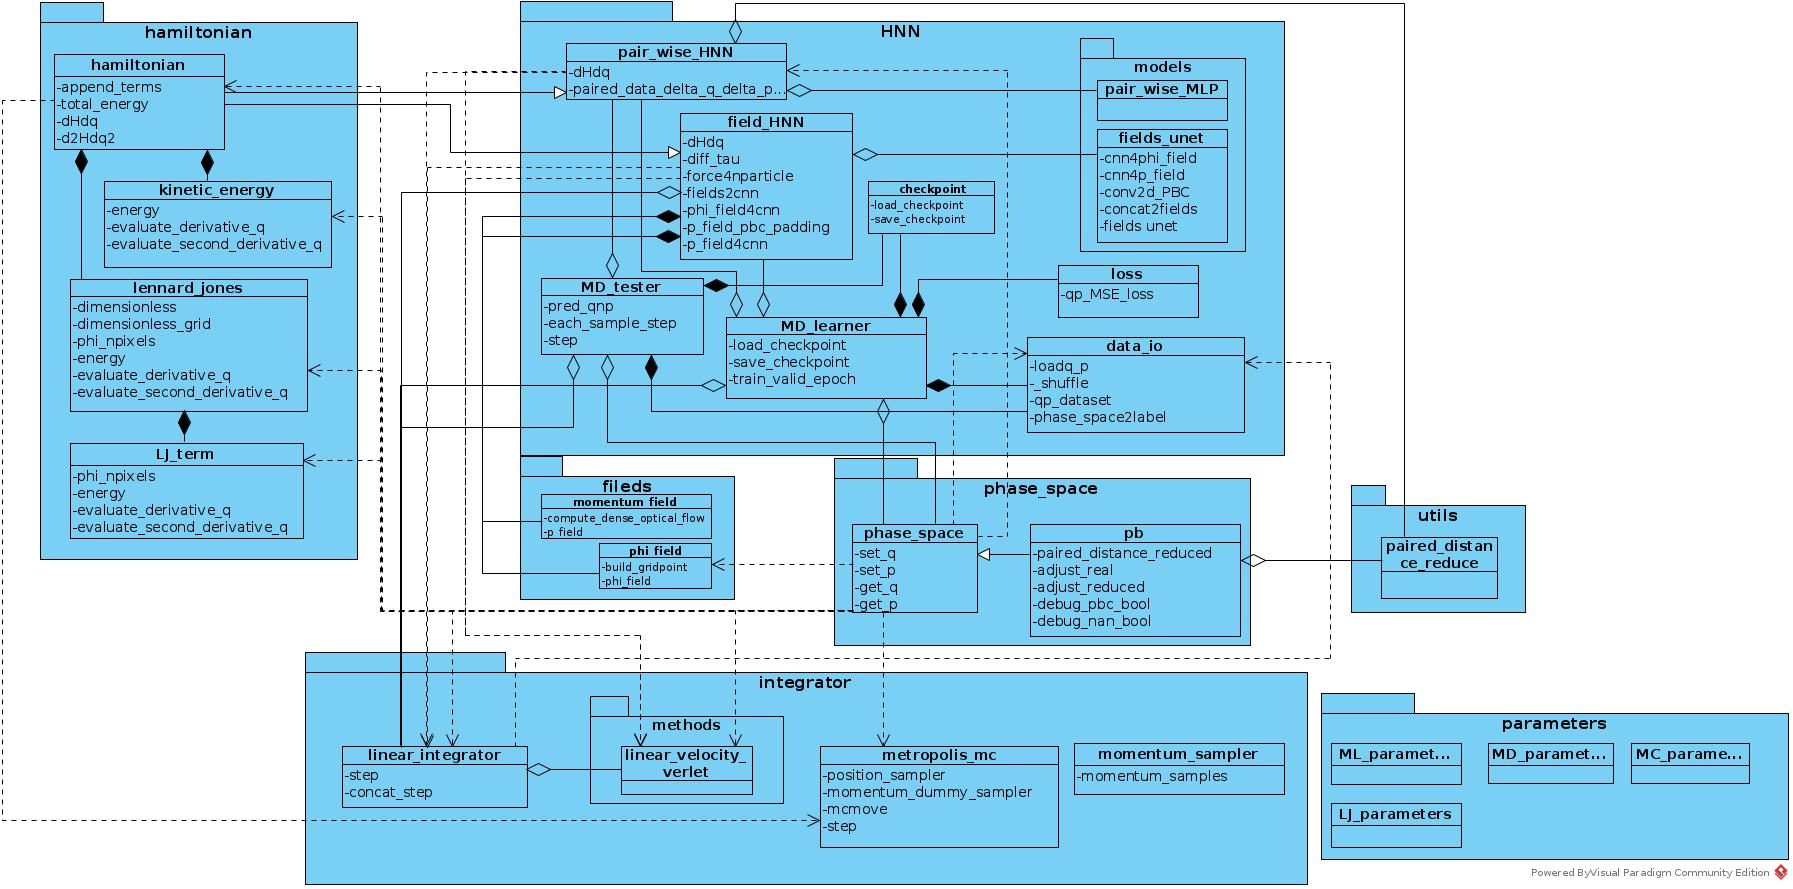 hamiltonian
hamiltonian
-append_terms
-total_energy
-dHdq
-d2Hdq2
kinetic_energy
-energy
-evaluate_derivative_q
-evaluate_second_derivative_q
lennard_jones
-dimensionless
-dimensionless_grid
-phi_npixels
-energy
-evaluate_derivative_q
-evaluate_second_derivative_q
LJ_term
-phi_npixels
-energy
-evaluate_derivative_q
-evaluate_second_derivative_q
HNN
pair_wise_HNN
-dHdq
-paired_data_delta_q_delta_p...
field_HNN
-dHdq
-diff_tau
-force4nparticle
-fields2cnn
-phi_field4cnn
-p_field_pbc_padding
-p_field4cnn
checkpoint
-load_checkpoint
-save_checkpoint
models
pair_wise_MLP
fields_unet
-cnn4phi_field
-cnn4p_field
-conv2d_PBC
-concat2fields
-fields unet
loss
-qp_MSE_loss
MD_tester
-pred_qnp
-each_sample_step
-step
MD_learner
-load_checkpoint
-save_checkpoint
-train_valid_epoch
data_io
-loadq_p
-_shuffle
-qp_dataset
-phase_space2label
fileds
momentum field
-compute_dense_optical_flow
-p_field
phi field
-build_gridpoint
-phi_field
phase_space
phase_space
-set_q
-set_p
-get_q
-get_p
pb
-paired_distance_reduced
-adjust_real
-adjust_reduced
-debug_pbc_bool
-debug_nan_bool
utils
paired_distan
ce_reduce
integrator
linear_integrator
-step
-concat_step
methods
linear_velocity_
verlet
metropolis_mc
-position_sampler
-momentum_dummy_sampler
-mcmove
-step
momentum_sampler
-momentum_samples
parameters
ML_paramet...
MD_paramet...
MC_parame...
LJ_parameters
Powered ByVisual Paradigm Community Edition